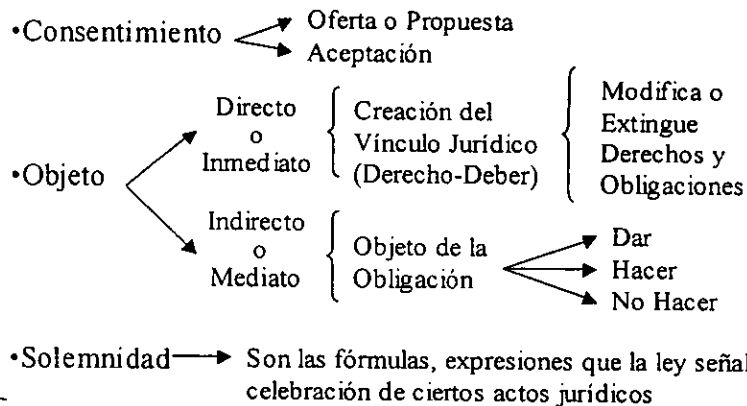 •Consentimiento
Oferta o Propuesta
Aceptación
•Objeto
Directo
o
Inmediato
Creación del
Vínculo Jurídico
(Derecho-Deber)
Modifica o
Extingue
Derechos y
Obligaciones
Indirecto
o
Mediato
Objeto de la
Obligación
Dar
Hacer
No Hacer
•Solemnidad
Son las fórmulas, expresiones que la ley señal
celebración de ciertos actos jurídicos